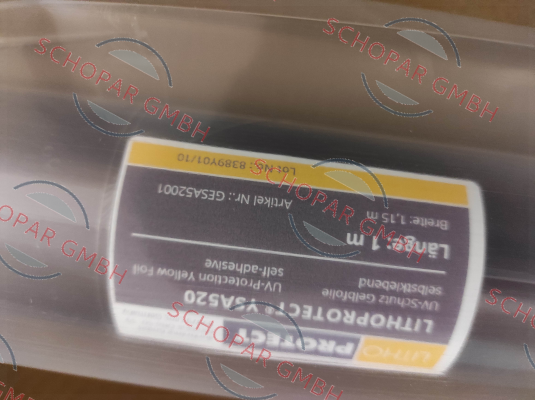 LITHO PROTECT
LITHOPROTECT® YSA520
UV-Schutz Gelbfolie
UV-Protection Yellow Foil
selbstklebend
self-adhesive
Länge: 1 m
Breite: 1,15 m
Artikel Nr.: GESA52001
Lot No.: 8389Y01/10
SCHOPAR GMBH
SCHOPAR GMBH
SCHOPAR GMBH
SCHOPAR GMBH
SCHOPAR GMBH